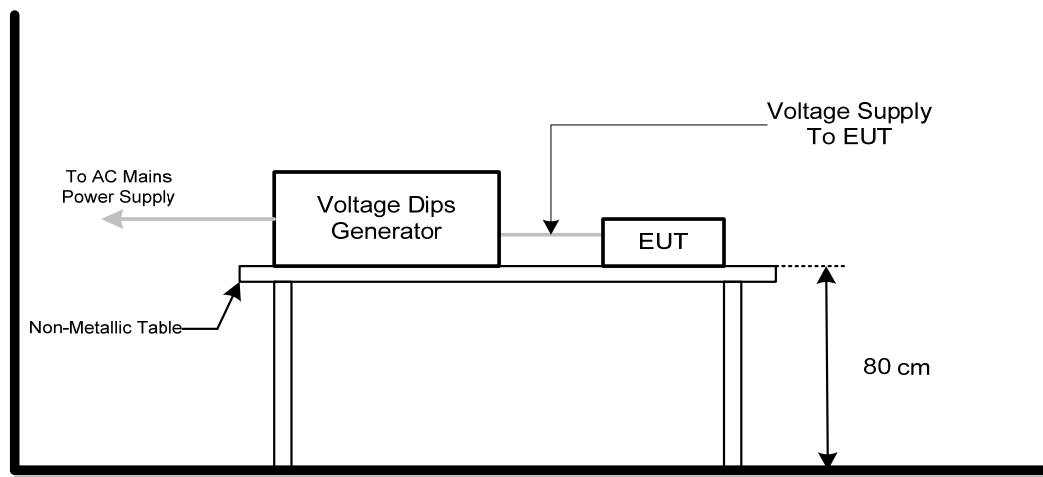 Voltage Supply
To EUT
To AC Mains
Power Supply
Voltage Dips
Generator
EUT
Non-Metallic Table
80 cm